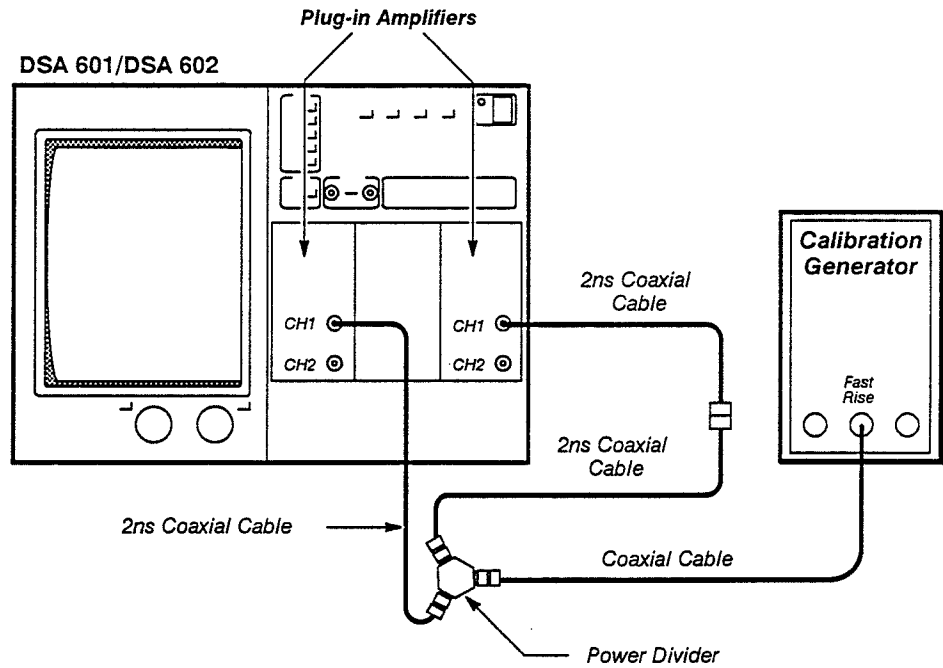 Plug-in Amplifiers
DSA 601/DSA 602
Calibration
Generator
2ns Coaxial
Cable
CH1
CH1
CH2
CH2
Fast
Rise
2ns Coaxial
Cable
2ns Coaxial Cable
Coaxial Cable
Power Divider